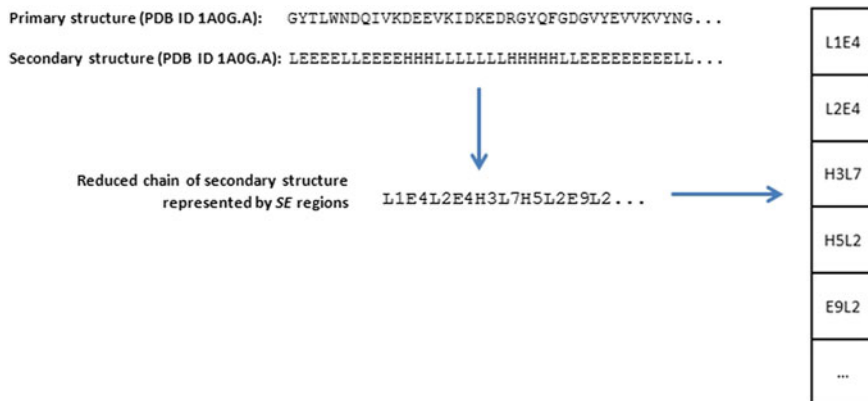 Primary structure (PDB ID 1A0G.A): GYTLWNDQIVKDEEVKIDKEDRGYQFGDGVYEVVKVYNG...
Secondary structure (PDB ID 1A0G.A): LEEEELLEEEEHHHLLLLLLLHHHHHLLEEEEEEEEELL...
Reduced chain of secondary structure
represented by SE regions
L1E4L2E4H3L7H5L2E9L2...
L1E4
L2E4
H3L7
H5L2
E9L2
...